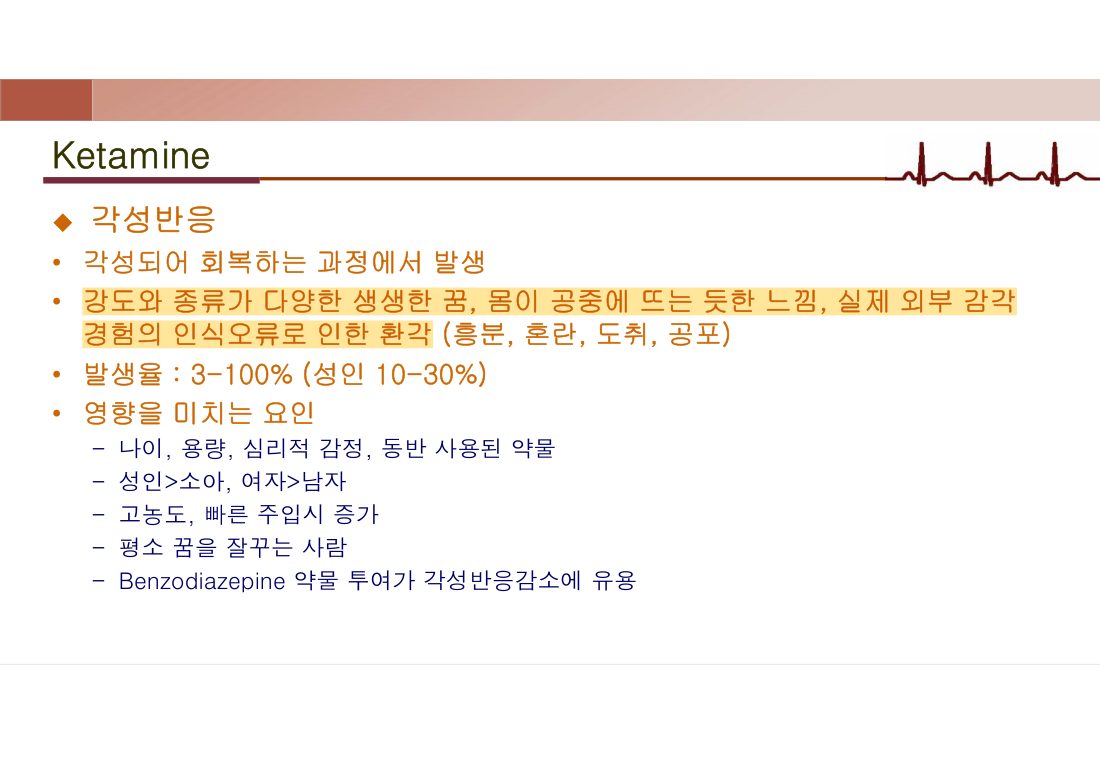 Ketamine
◆ 각성반응
• 각성되어 회복하는 과정에서 발생
• 강도와 종류가 다양한 생생한 꿈, 몸이 공중에 뜨는 듯한 느낌, 실제 외부 감각
경험의 인식오류로 인한 환각 (흥분, 혼란, 도취, 공포)
• 발생율 : 3-100% (성인 10-30%)
• 영향을 미치는 요인
– 나이, 용량, 심리적 감정, 동반 사용된 약물
– 성인>소아, 여자>남자
– 고농도, 빠른 주입시 증가
– 평소 꿈을 잘꾸는 사람
– Benzodiazepine 약물 투여가 각성반응감소에 유용